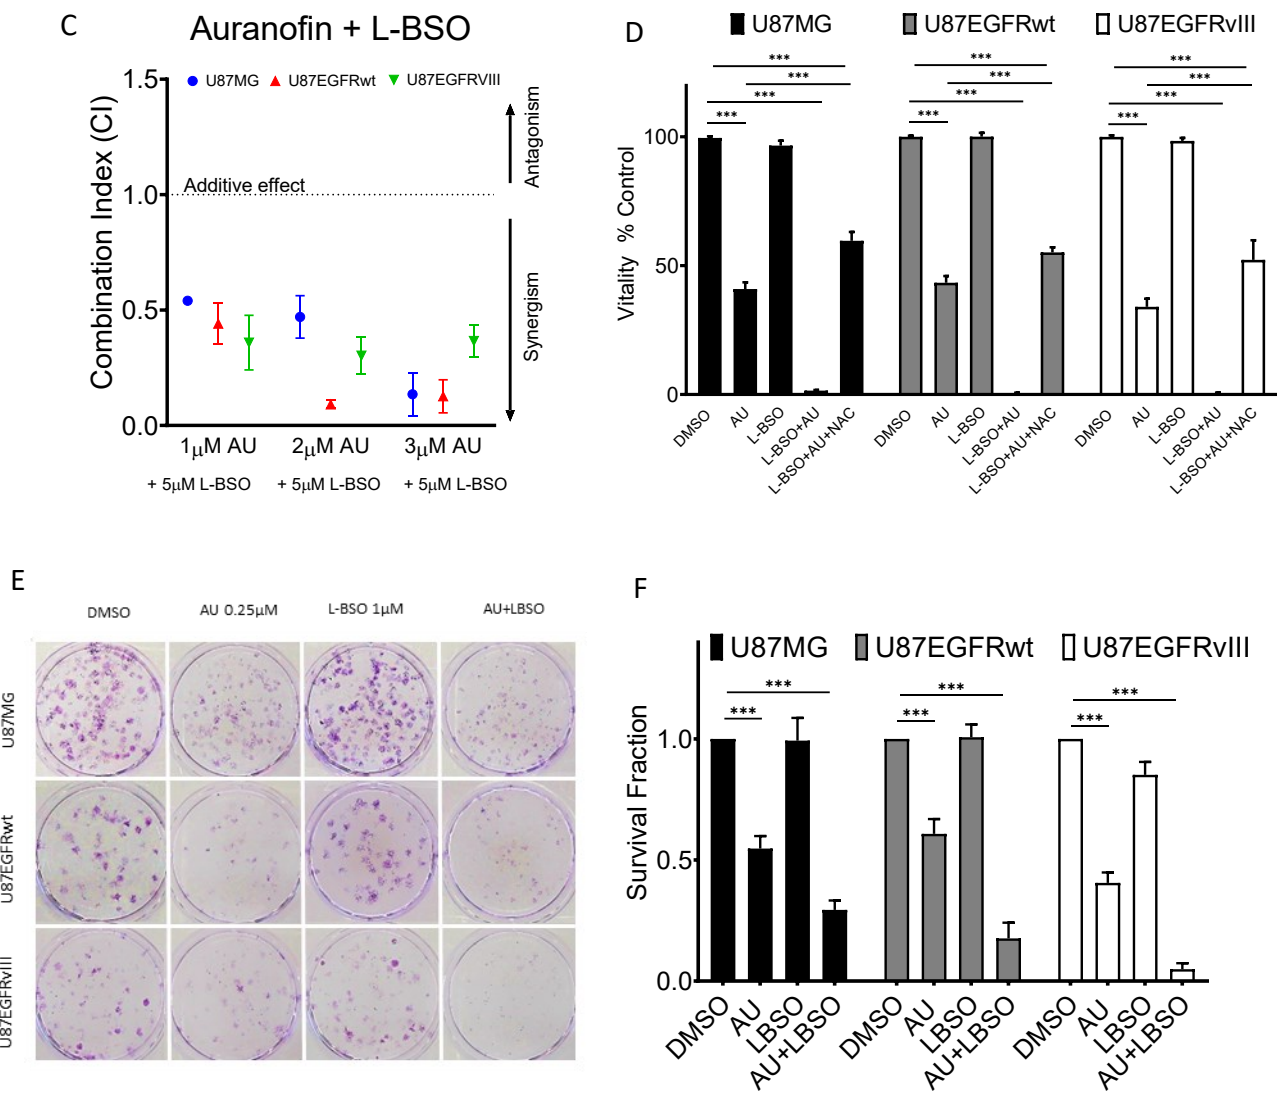 C
Auranofin + L-BSO
U87MG U87EGFRwt U87EGFRVIII
Combination Index (CI)
1.5
1.0
0.5
0.0
Additive effect
Antagonism
Synergism
1μM AU 2μM AU 3μM AU
+ 5μM L-BSO + 5μM L-BSO + 5μM L-BSO
D
U87MG U87EGFRwt U87EGFRvIII
*** *** ***
*** *** ***
*** *** ***
*** *** ***
Vitality % Control
100
50
0
DMSO AU L-BSO L-BSO+AU L-BSO+AU+NAC DMSO AU L-BSO L-BSO+AU L-BSO+AU+NAC DMSO AU L-BSO L-BSO+AU L-BSO+AU+NAC
E
DMSO AU 0.25μM L-BSO 1μM AU+LBSO
U87MG
U87EGFRwt
U87EGFRvIII
F
U87MG U87EGFRwt U87EGFRvIII
*** *** ***
*** *** ***
Survival Fraction
1.0
0.5
0.0
DMSO AU LBSO AU+LBSO DMSO AU LBSO AU+LBSO DMSO AU LBSO AU+LBSO